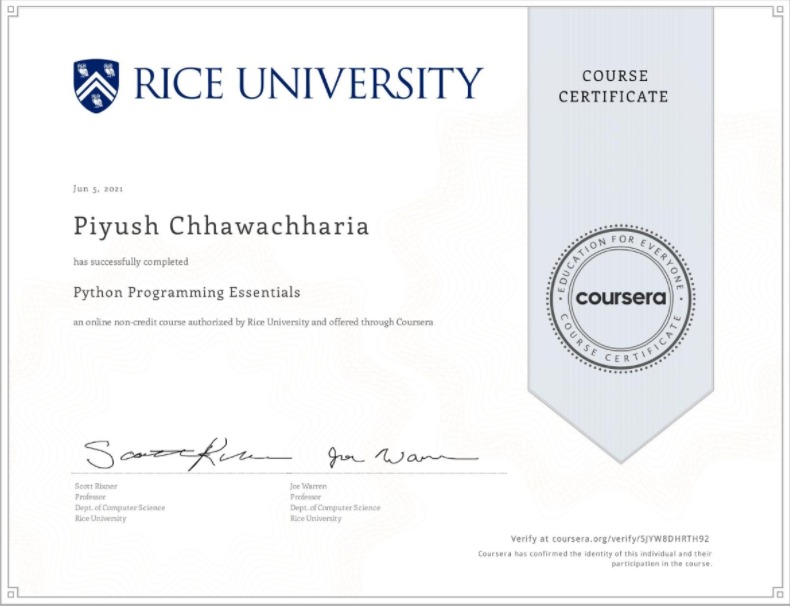 RICE UNIVERSITY
COURSE
CERTIFICATE
Jun 5, 2021
Piyush Chhawachharia
has successfully completed
Python Programming Essentials
an online non-credit course authorized by Rice University and offered through Coursera
EDUCATION FOR EVERYONE
coursera
COURSE CERTIFICATE
Scott Rixner
Professor
Dept. of Computer Science
Rice University
Joe Warren
Professor
Dept. of Computer Science
Rice University
Verify at coursera.org/verify/5JYW8DHRTH92
Coursera has confirmed the identity of this individual and their
participation in the course.